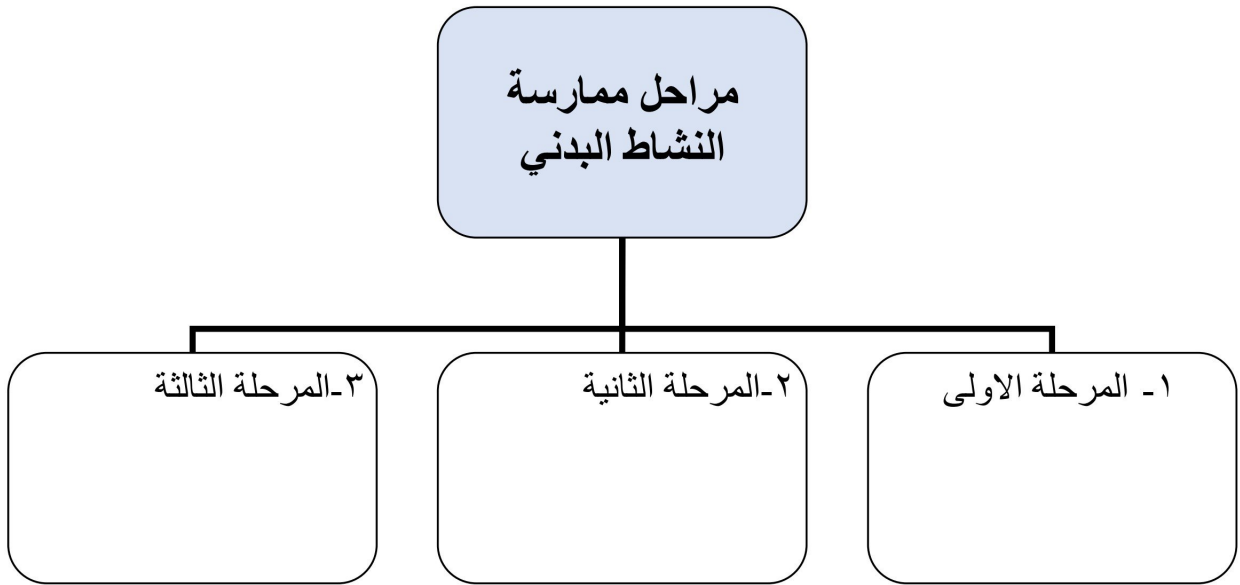 مراحل ممارسة
النشاط البدني
١- المرحلة الاولى
٢-المرحلة الثانية
٣-المرحلة الثالثة